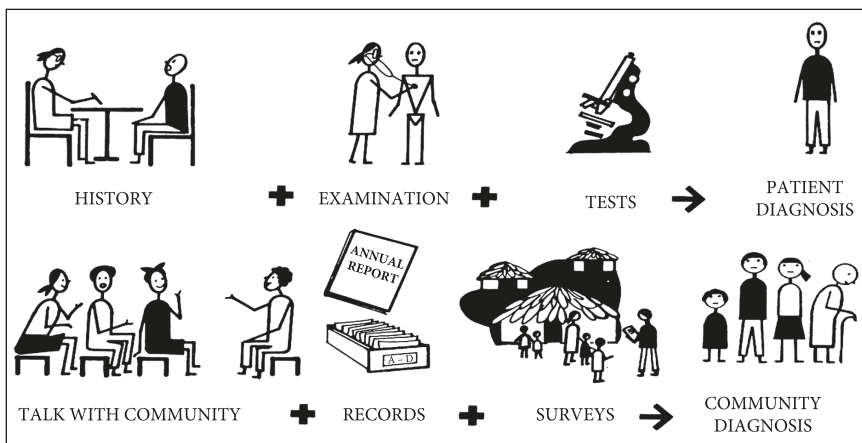 HISTORY + EXAMINATION + TESTS → PATIENT
DIAGNOSIS
ANNUAL
REPORT
A - D
TALK WITH COMMUNITY + RECORDS + SURVEYS → COMMUNITY
DIAGNOSIS